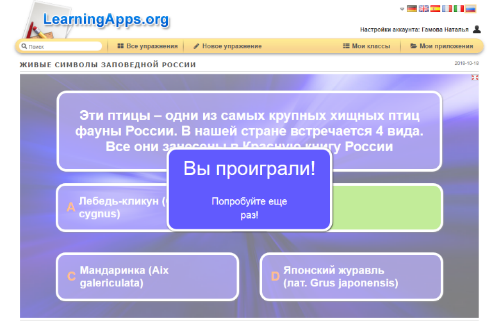 LearningApps.org
Настройки аккаунта: Гамова Наталья
Поиск
Все упражнения
Новое упражнение
Мои классы
Мои приложения
ЖИВЫЕ СИМВОЛЫ ЗАПОВЕДНОЙ РОССИИ
2016-10-18
Эти птицы – одни из самых крупных хищных птиц
фауны России. В нашей стране встречается 4 вида.
Все они занесены в Красную книгу России
Вы проиграли!
Попробуйте еще
раз!
A Лебедь-кликун (
cygnus)
C Мандаринка (Aix
galericulata)
D Японский журавль
(лат. Grus japonensis)